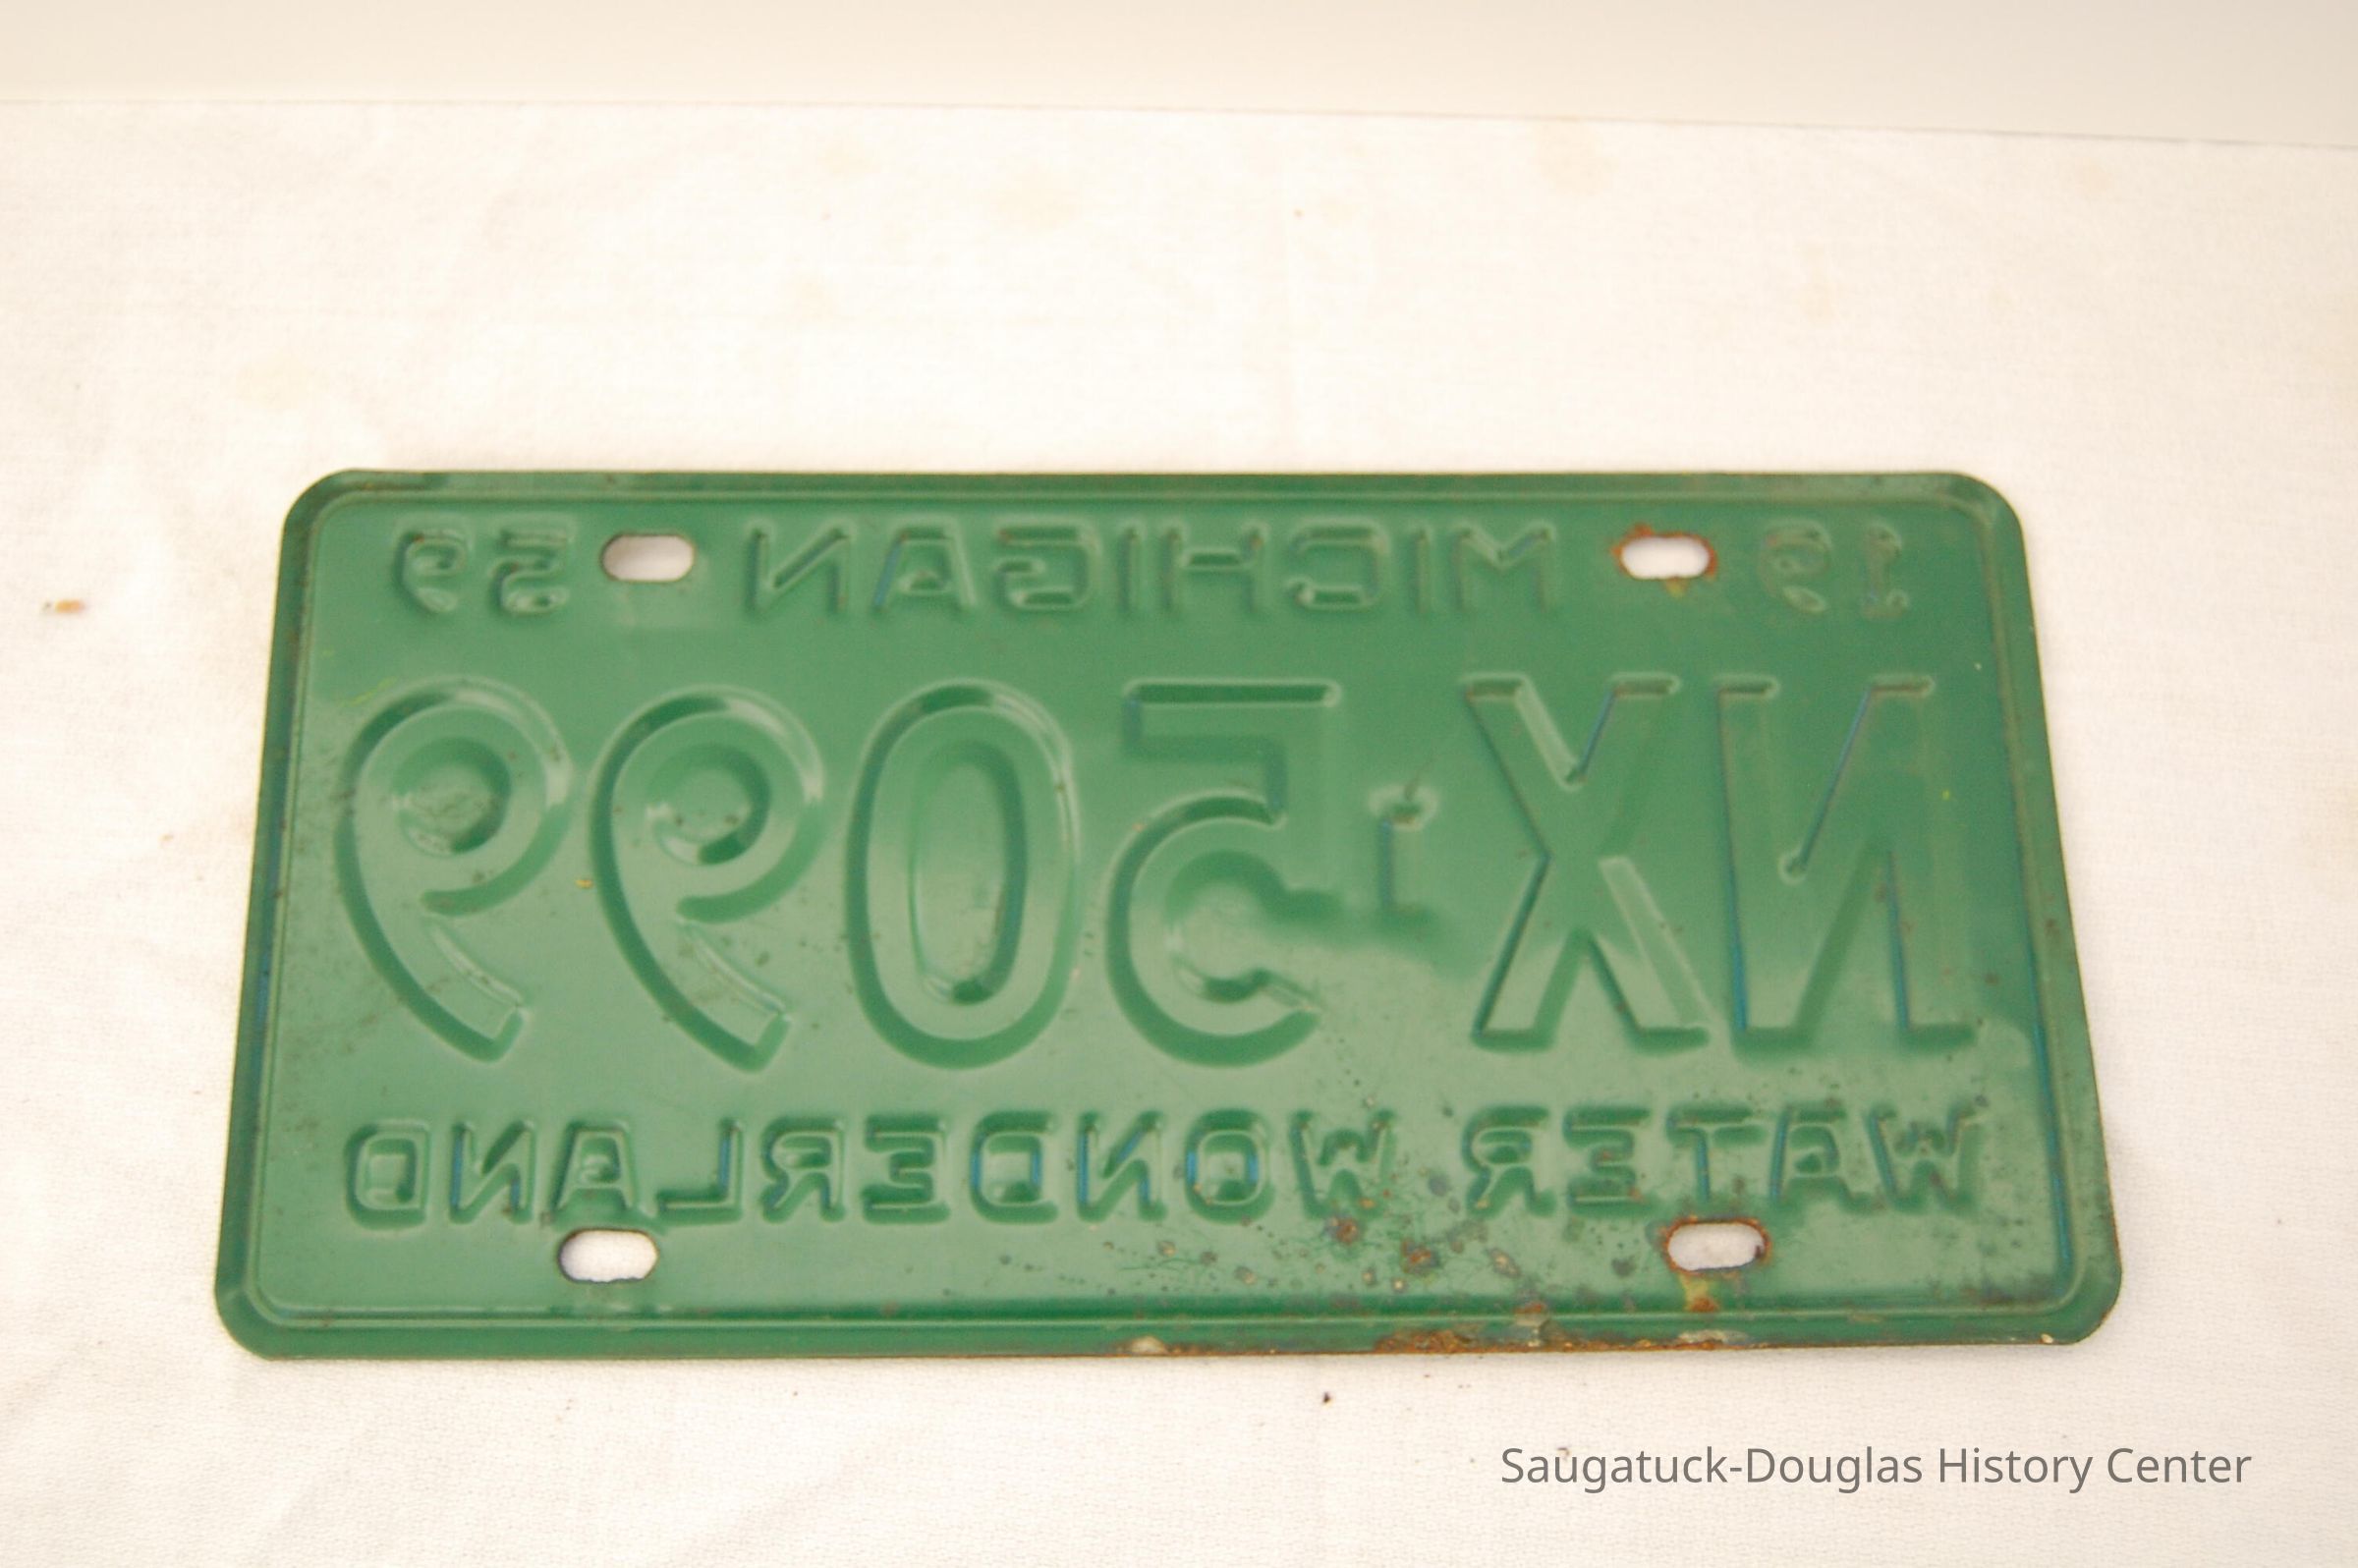 19 MICHIGAN 59
NX 5099
WATER WONDERLAND
Saugatuck-Douglas History Center